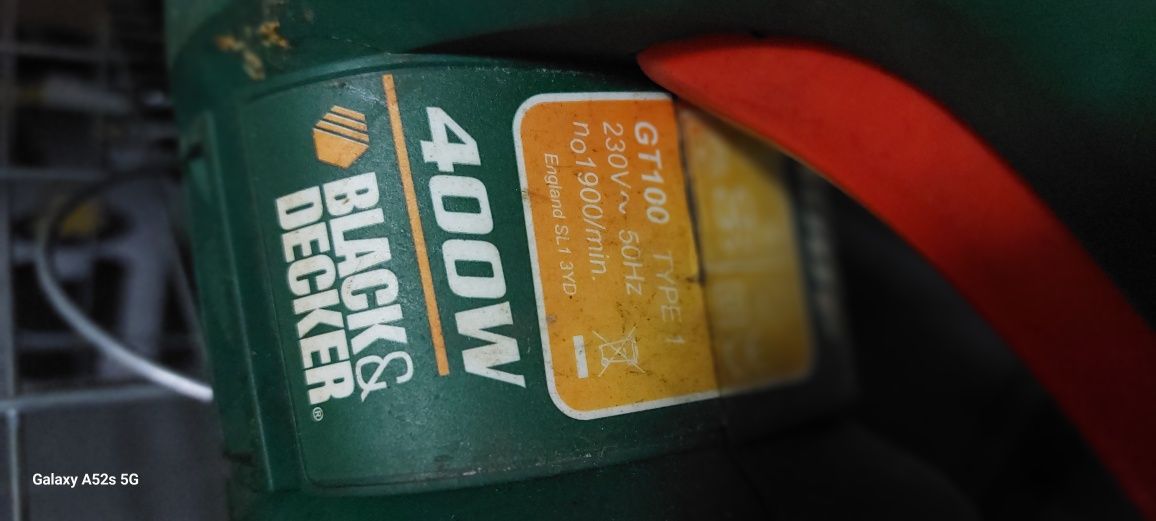 BLACK&
DECKER®
400W
GT100 TYPE 1
230V~ 50Hz
no1900/min.
England SL1 3YD
Galaxy A52s 5G